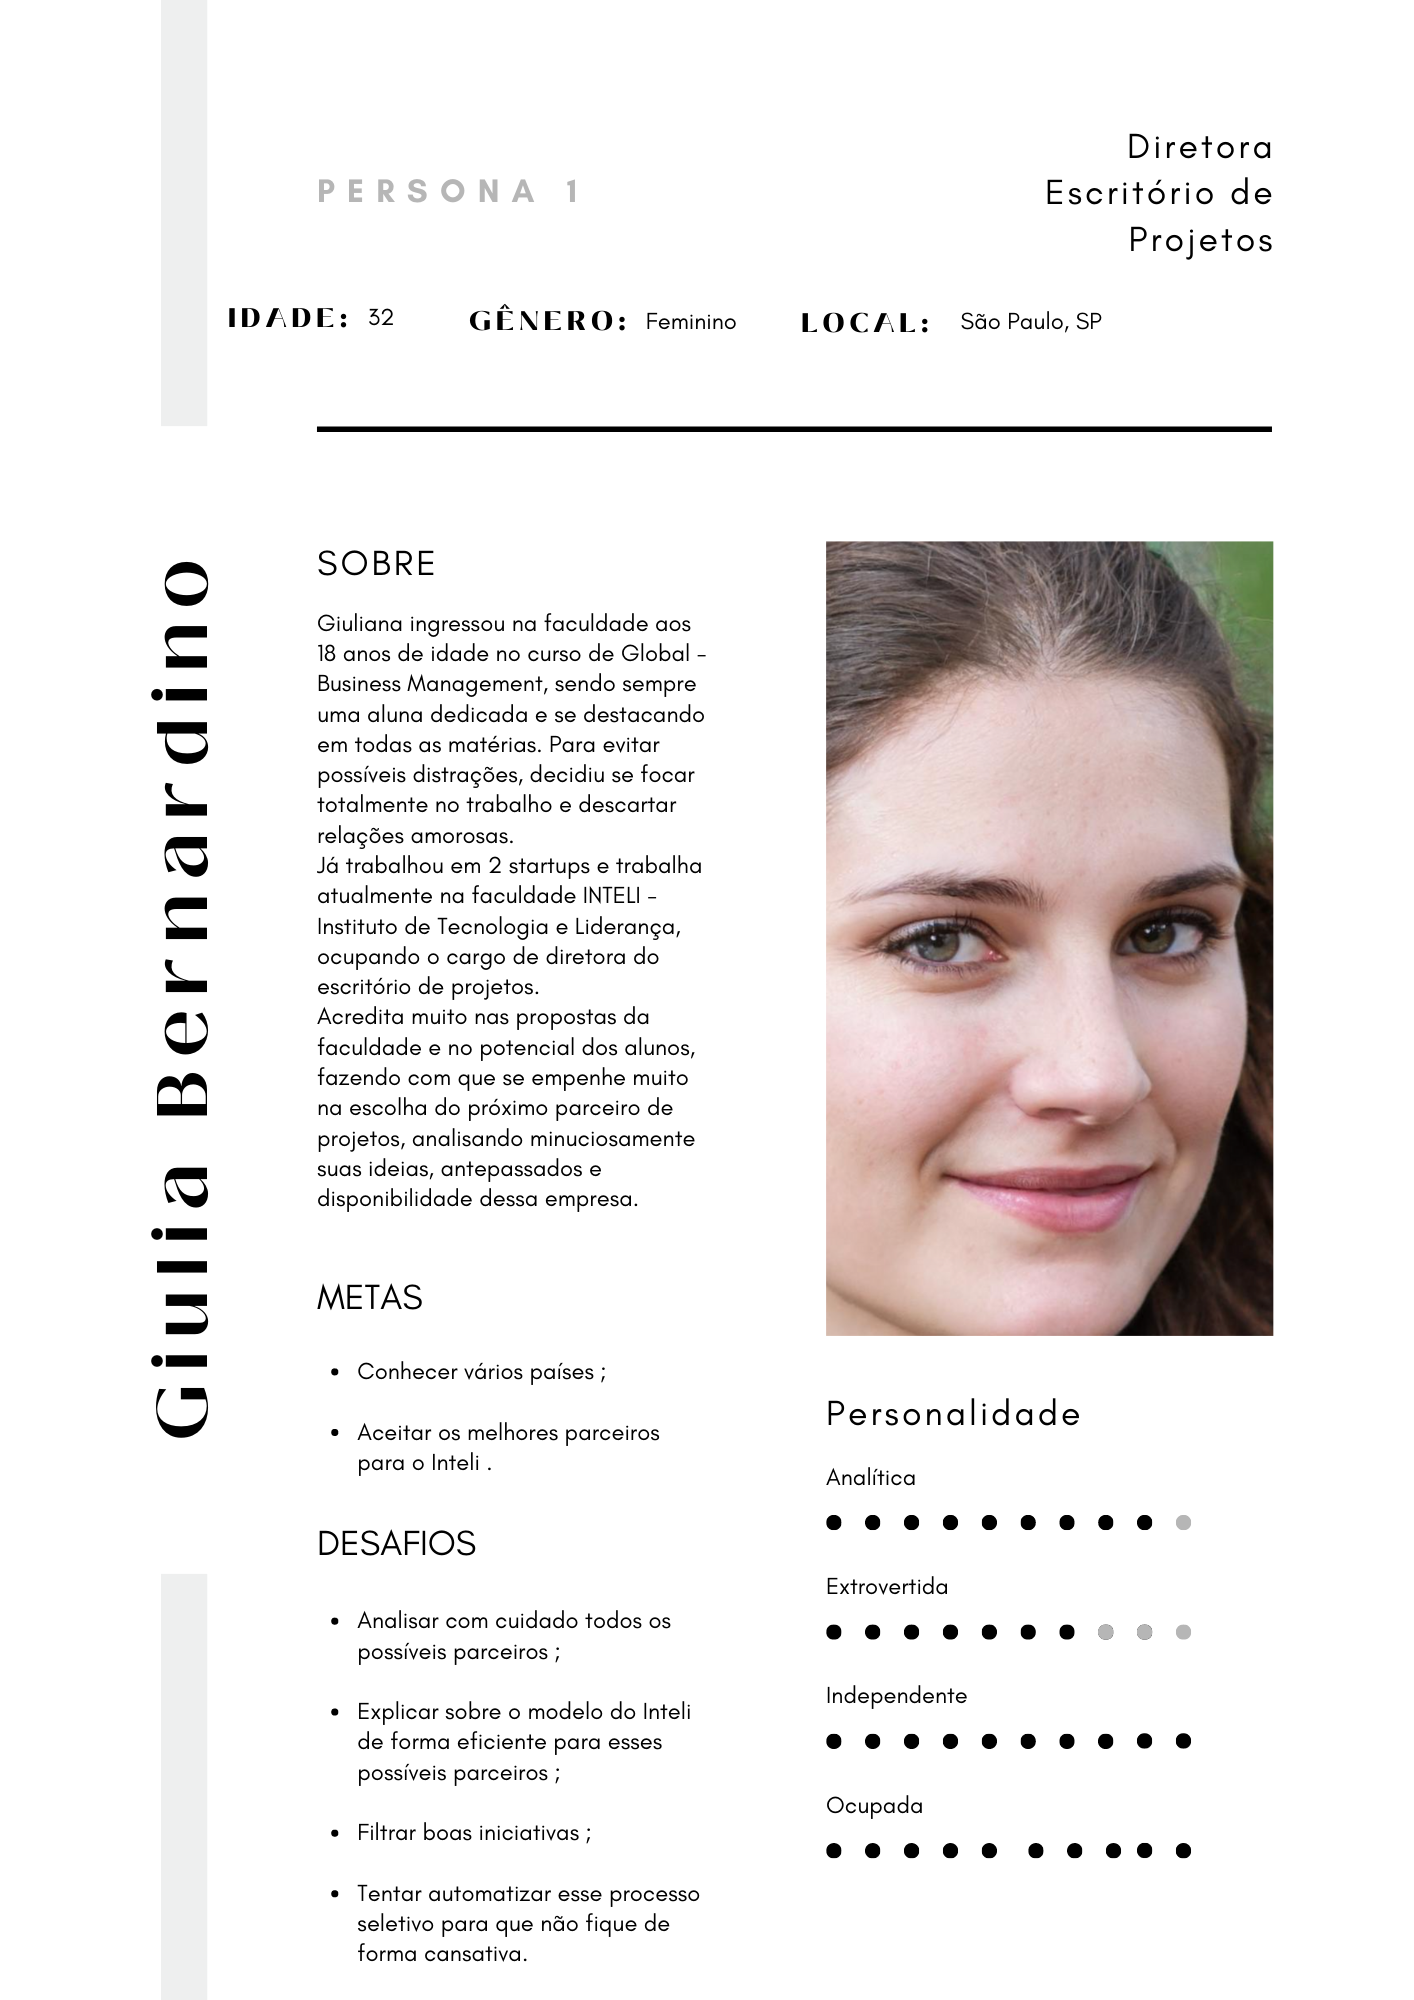 PERSONA 1
Diretora
Escritório de
Projetos
IDADE: 32
GÊNERO: Feminino
LOCAL: São Paulo, SP
Giulia Bernardino
SOBRE
Giuliana ingressou na faculdade aos
18 anos de idade no curso de Global -
Business Management, sendo sempre
uma aluna dedicada e se destacando
em todas as matérias. Para evitar
possíveis distrações, decidiu se focar
totalmente no trabalho e descartar
relações amorosas.
Já trabalhou em 2 startups e trabalha
atualmente na faculdade INTELI -
Instituto de Tecnologia e Liderança,
ocupando o cargo de diretora do
escritório de projetos.
Acredita muito nas propostas da
faculdade e no potencial dos alunos,
fazendo com que se empenhe muito
na escolha do próximo parceiro de
projetos, analisando minuciosamente
suas ideias, antepassados e
disponibilidade dessa empresa.
METAS
• Conhecer vários países ;
• Aceitar os melhores parceiros
para o Inteli .
DESAFIOS
• Analisar com cuidado todos os
possíveis parceiros ;
• Explicar sobre o modelo do Inteli
de forma eficiente para esses
possíveis parceiros ;
• Filtrar boas iniciativas ;
• Tentar automatizar esse processo
seletivo para que não fique de
forma cansativa.
Personalidade
Analítica
Extrovertida
Independente
Ocupada